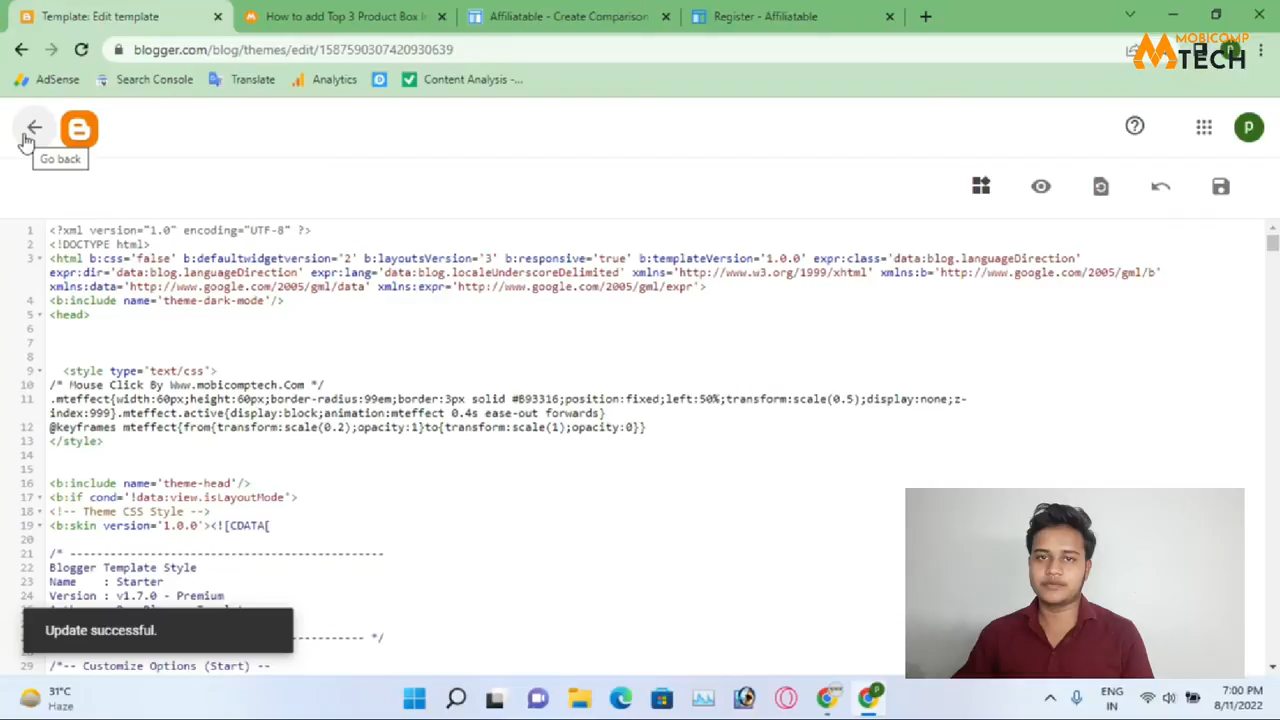 Template: Edit template
How to add Top 3 Product Box in
Affiliatable - Create Comparison
Register - Affiliatable
blogger.com/blog/themes/edit/1587590307420930639
MOBICOMP
TECH
AdSense
Search Console
Translate
Analytics
Content Analysis -...
p
Go back
1 <?xml version="1.0" encoding="UTF-8" ?>
2 <!DOCTYPE html>
3 <html b:css='false' b:defaultwidgetversion='2' b:layoutsVersion='3' b:responsive='true' b:templateVersion='1.0.0' expr:class='data:blog.languageDirection'
expr:dir='data:blog.languageDirection' expr:lang='data:blog.localeUnderscoreDelimited' xmlns='http://www.w3.org/1999/xhtml' xmlns:b='http://www.google.com/2005/gml/b'
xmlns:data='http://www.google.com/2005/gml/data' xmlns:expr='http://www.google.com/2005/gml/expr'>
4 <b:include name='theme-dark-mode'/>
5 <head>
6
7
8
9 <style type='text/css'>
10 /* Mouse Click By Www.mobicomptech.Com */
11 .mteffect{width:60px;height:60px;border-radius:99em;border:3px solid #B93316;position:fixed;left:50%;transform:scale(0.5);display:none;z-
index:999}.mteffect.active{display:block;animation:mteffect 0.4s ease-out forwards}
12 @keyframes mteffect{from{transform:scale(0.2);opacity:1}to{transform:scale(1);opacity:0}}
13 </style>
14
15
16 <b:include name='theme-head'/>
17 <b:if cond='!data:view.isLayoutMode'>
18 <!-- Theme CSS Style -->
19 <b:skin version='1.0.0'><![CDATA[
20
21 /* -----------------------------------------------
22 Blogger Template Style
23 Name : Starter
24 Version : v1.7.0 - Premium
Update successful.
---------- */
29 /*-- Customize Options (Start) --
31°C
Haze
ENG
IN
7:00 PM
8/11/2022